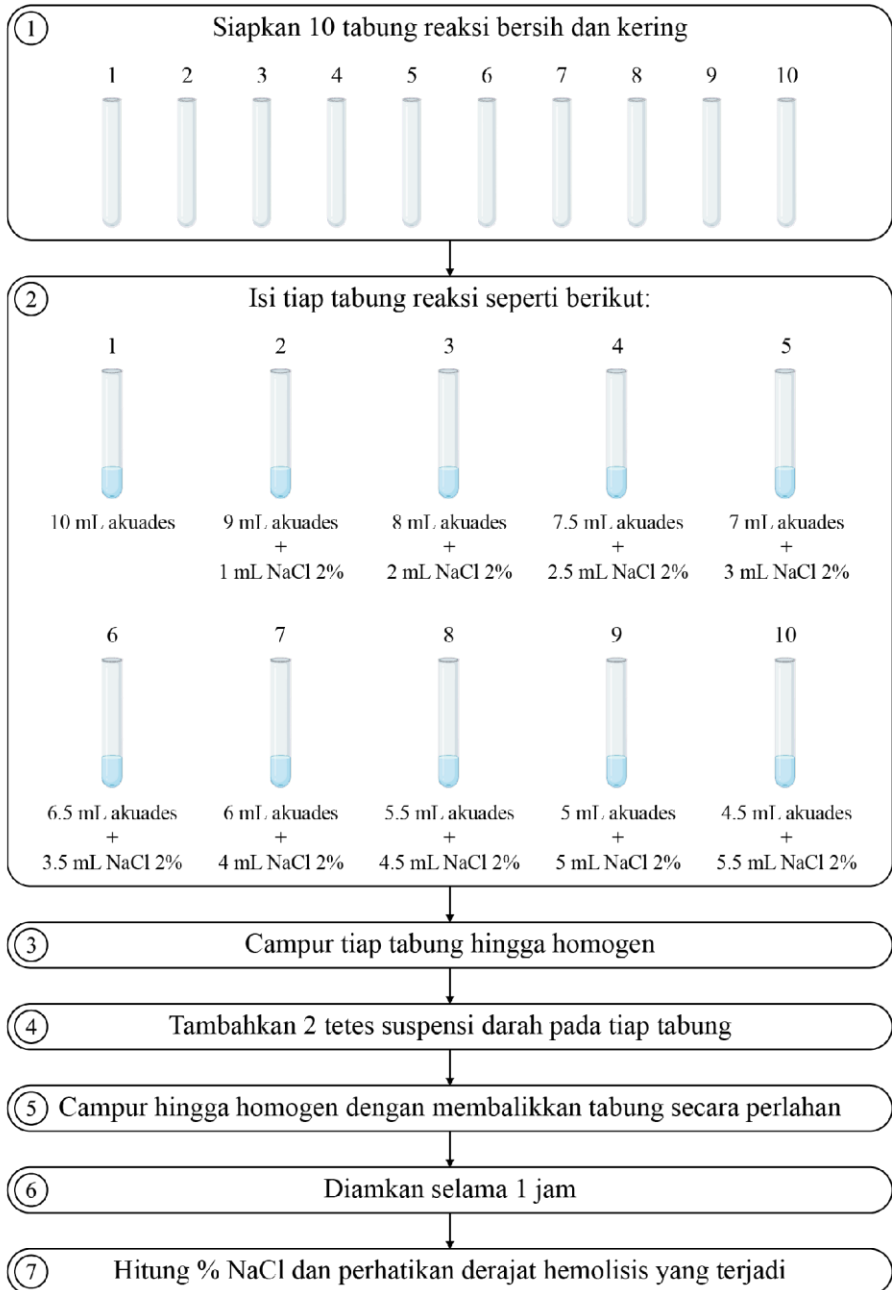 1
Siapkan 10 tabung reaksi bersih dan kering
1 2 3 4 5 6 7 8 9 10
2
Isi tiap tabung reaksi seperti berikut:
1 2 3 4 5
10 mL akuades 9 mL akuades 8 mL akuades 7.5 mL akuades 7 mL akuades
+ + + +
1 mL NaCl 2% 2 mL NaCl 2% 2.5 mL NaCl 2% 3 mL NaCl 2%
6 7 8 9 10
6.5 mL akuades 6 mL akuades 5.5 mL akuades 5 mL akuades 4.5 mL akuades
+ + + + +
3.5 mL NaCl 2% 4 mL NaCl 2% 4.5 mL NaCl 2% 5 mL NaCl 2% 5.5 mL NaCl 2%
3
Campur tiap tabung hingga homogen
4
Tambahkan 2 tetes suspensi darah pada tiap tabung
5
Campur hingga homogen dengan membalikkan tabung secara perlahan
6
Diamkan selama 1 jam
7
Hitung % NaCl dan perhatikan derajat hemolisis yang terjadi